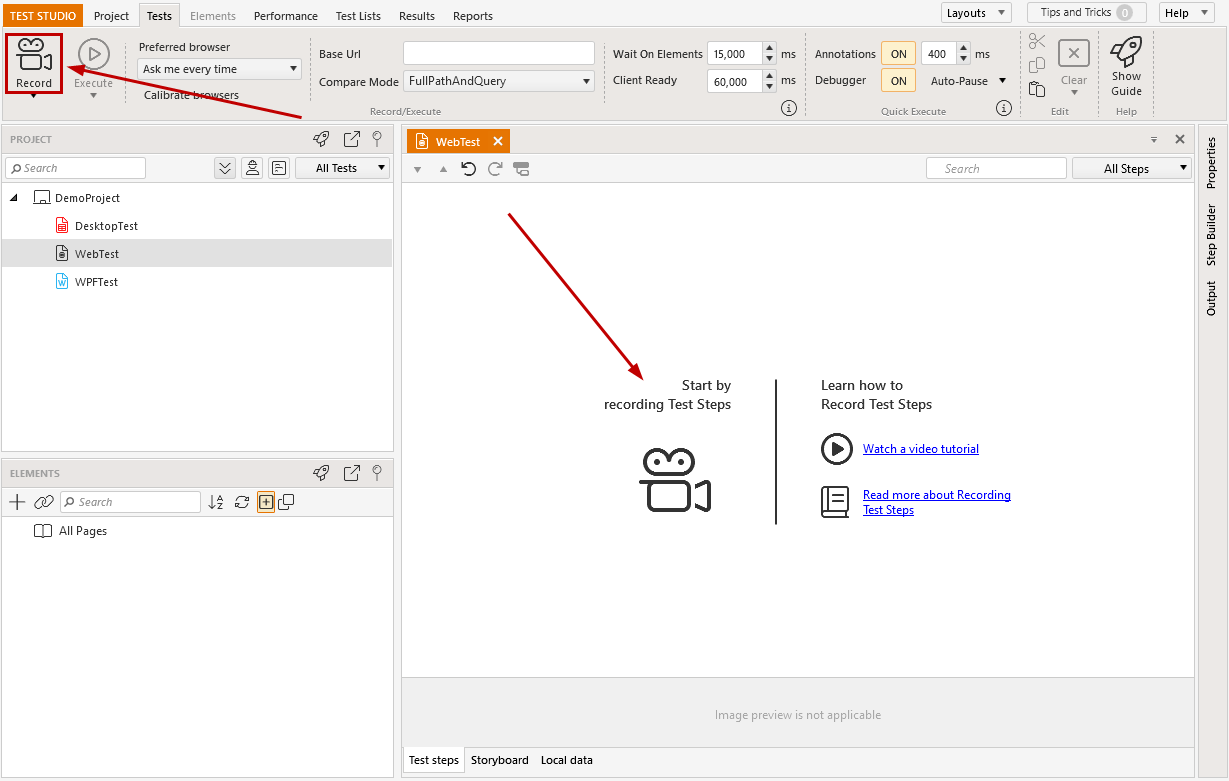 TEST STUDIO Project Tests Elements Performance Test Lists Results Reports Layouts Tips and Tricks 0 Help
Record
Execute
Preferred browser
Ask me every time
Calibrate browsers
Base Url
Compare Mode FullPathAndQuery
Record/Execute
Wait On Elements 15,000 ms
Client Ready 60,000 ms
Annotations ON 400 ms
Debugger ON Auto-Pause
Quick Execute
Clear
Edit
Show
Guide
Help
PROJECT
Search All Tests
DemoProject
DesktopTest
WebTest
WPFTest
ELEMENTS
Search
All Pages
WebTest
Search All Steps
Start by
recording Test Steps
Learn how to
Record Test Steps
Watch a video tutorial
Read more about Recording
Test Steps
Image preview is not applicable
Test steps Storyboard Local data
Properties
Step Builder
Output